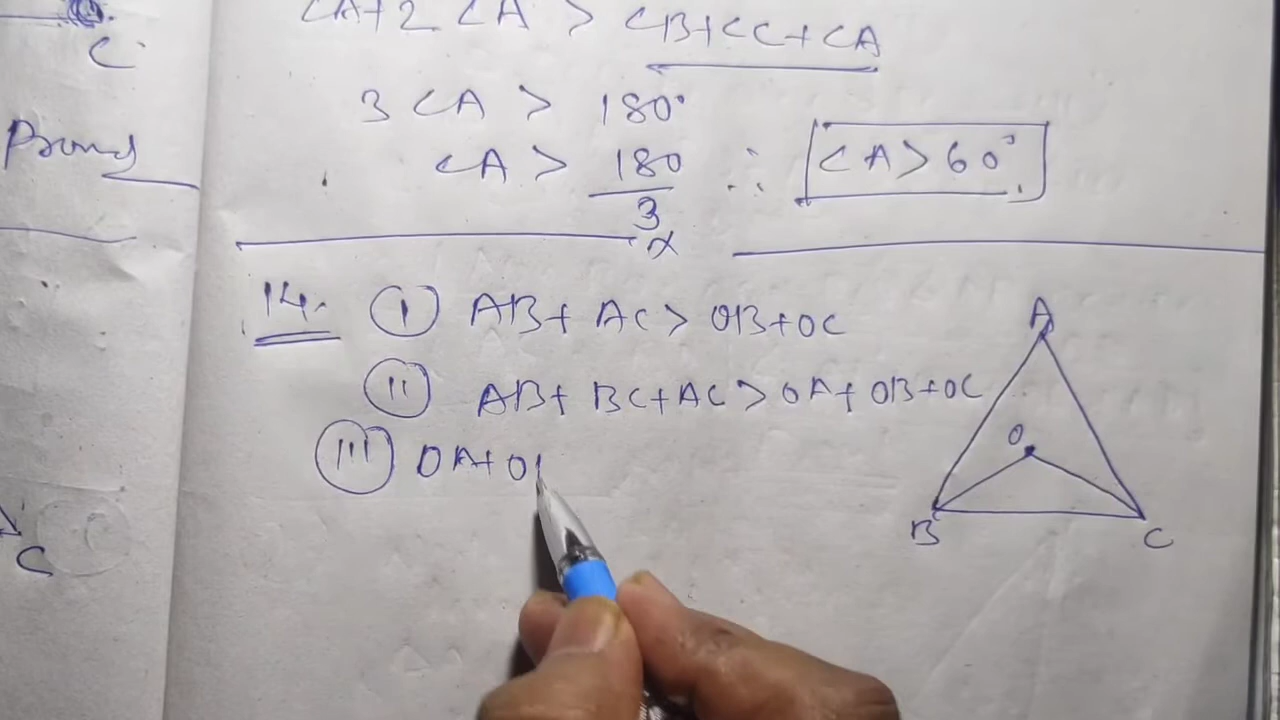 C
Proved
C
<A+2 <A > <B+<C+<A
3 <A > 180°
<A > 180 ∴ <A>60°
3
x
14. (I) AB+ AC> OB+OC
(II) AB+ BC+AC>OA+OB+OC
(III) OA+O
A
O
B C